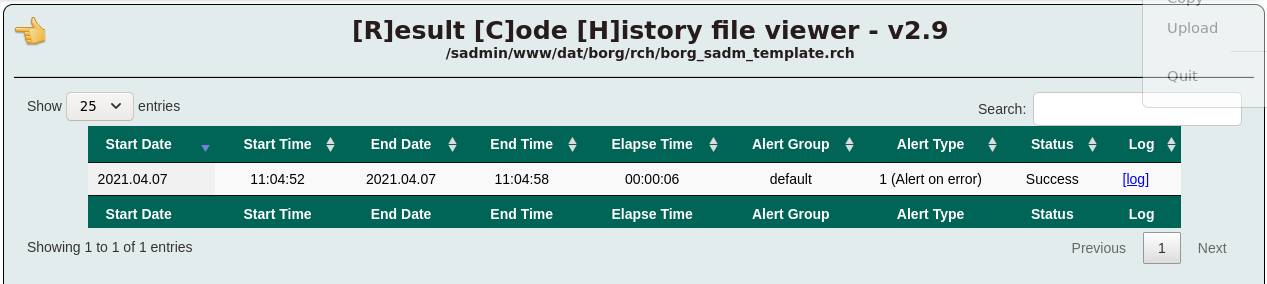 Copy
[R]esult [C]ode [H]istory file viewer - v2.9
Upload
/sadmin/www/dat/borg/rch/borg_sadm_template.rch
Quit
Show 25 entries
Search:
Start Date Start Time End Date End Time Elapse Time Alert Group Alert Type Status Log
2021.04.07 11:04:52 2021.04.07 11:04:58 00:00:06 default 1 (Alert on error) Success [log]
Start Date Start Time End Date End Time Elapse Time Alert Group Alert Type Status Log
Showing 1 to 1 of 1 entries
Previous 1 Next